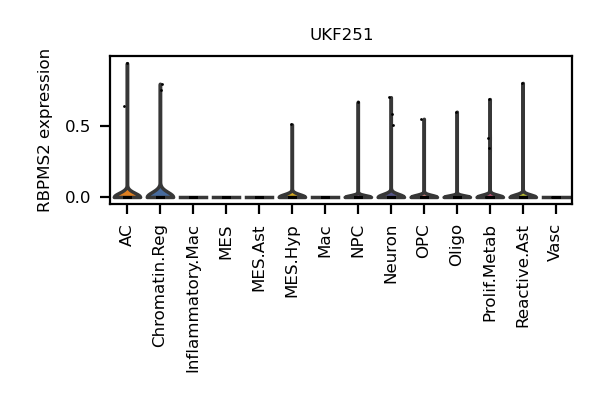 UKF251
RBPMS2 expression
0.5
0.0
AC
Chromatin.Reg
Inflammatory.Mac
MES
MES.Ast
MES.Hyp
Mac
NPC
Neuron
OPC
Oligo
Prolif.Metab
Reactive.Ast
Vasc